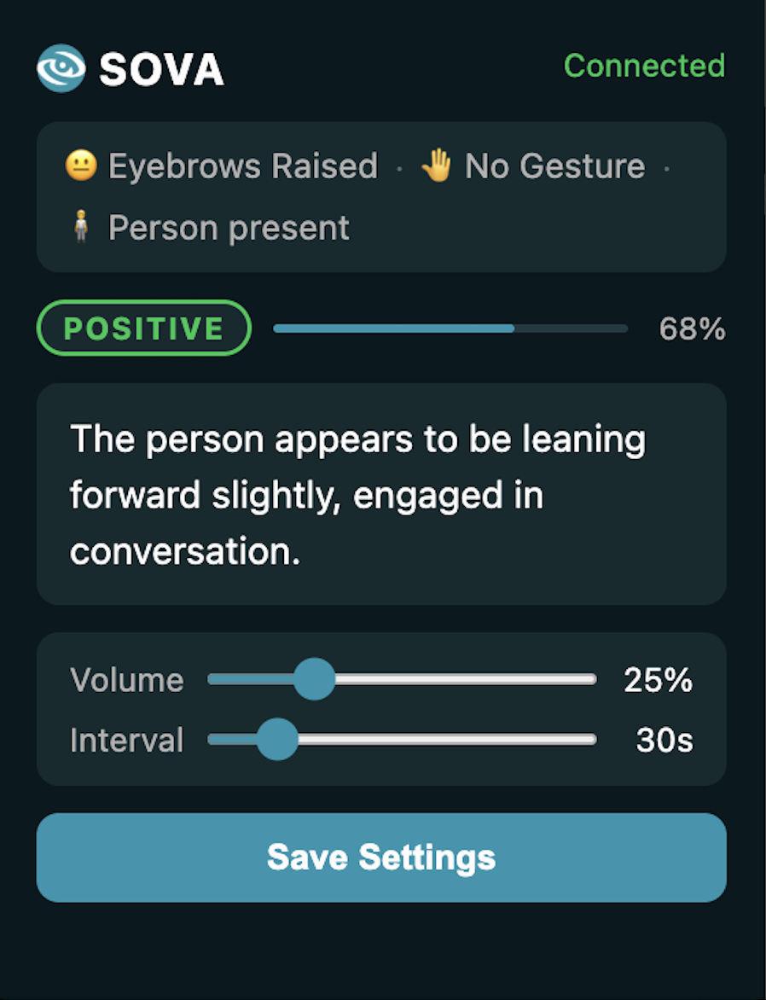 SOVA
Connected
😐 Eyebrows Raised · 🤚 No Gesture ·
🧍 Person present
POSITIVE
68%
The person appears to be leaning
forward slightly, engaged in
conversation.
Volume 25%
Interval 30s
Save Settings